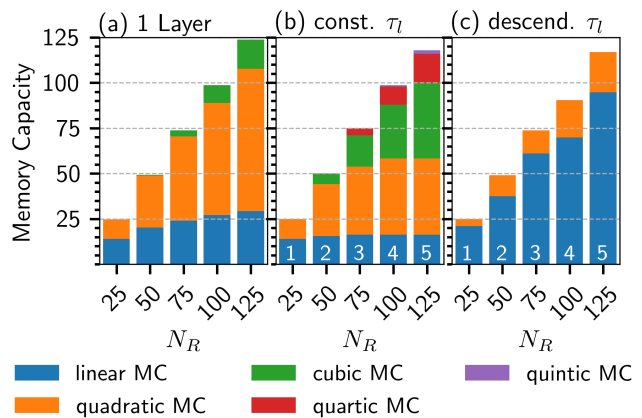 (a) 1 Layer
(b) const. τ_l
(c) descend. τ_l
Memory Capacity
125
100
75
50
25
1 2 3 4 5
1 2 3 4 5
25 50 75 100 125
25 50 75 100 125
25 50 75 100 125
N_R
N_R
N_R
linear MC
cubic MC
quintic MC
quadratic MC
quartic MC